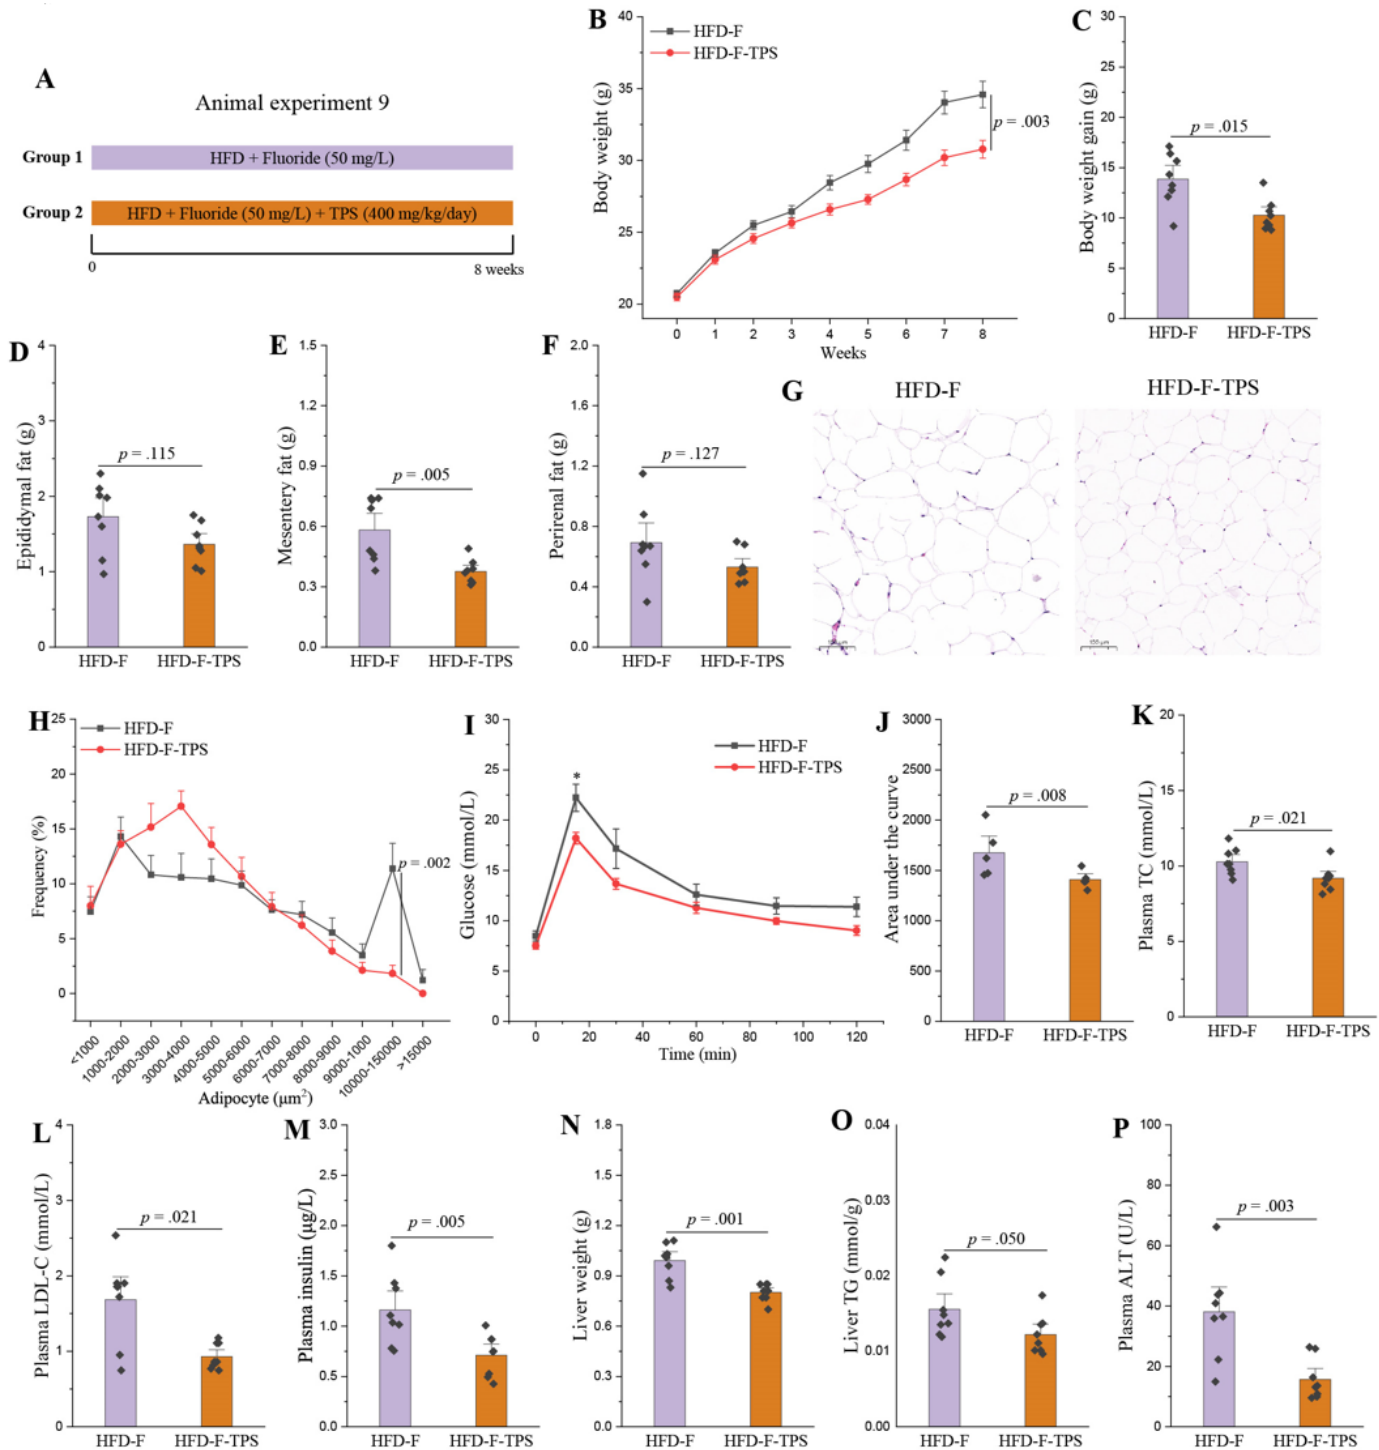 A
Animal experiment 9
Group 1
HFD + Fluoride (50 mg/L)
Group 2
HFD + Fluoride (50 mg/L) + TPS (400 mg/kg/day)
0
8 weeks
B
HFD-F
HFD-F-TPS
Body weight (g)
40
35
30
25
20
p = .003
0 1 2 3 4 5 6 7 8
Weeks
C
Body weight gain (g)
30
25
20
15
10
5
0
p = .015
HFD-F HFD-F-TPS
D
Epididymal fat (g)
4
3
2
1
0
p = .115
HFD-F HFD-F-TPS
E
Mesentery fat (g)
1.5
1.2
0.9
0.6
0.3
0.0
p = .005
HFD-F HFD-F-TPS
F
Perirenal fat (g)
2.0
1.6
1.2
0.8
0.4
0.0
p = .127
HFD-F HFD-F-TPS
G
HFD-F
HFD-F-TPS
H
HFD-F
HFD-F-TPS
Frequency (%)
25
20
15
10
5
0
p = .002
<1000
1000-2000
2000-3000
3000-4000
4000-5000
5000-6000
6000-7000
7000-8000
8000-9000
9000-1000
10000-150000
>15000
Adipocyte (μm²)
I
HFD-F
HFD-F-TPS
Glucose (mmol/L)
30
25
20
15
10
5
0
*
0 20 40 60 80 100 120
Time (min)
J
Area under the curve
3000
2500
2000
1500
1000
500
0
p = .008
HFD-F HFD-F-TPS
K
Plasma TC (mmol/L)
20
15
10
5
0
p = .021
HFD-F HFD-F-TPS
L
Plasma LDL-C (mmol/L)
4
3
2
1
0
p = .021
HFD-F HFD-F-TPS
M
Plasma insulin (μg/L)
3.0
2.5
2.0
1.5
1.0
0.5
0.0
p = .005
HFD-F HFD-F-TPS
N
Liver weight (g)
1.8
1.5
1.2
0.9
0.6
0.3
0.0
p = .001
HFD-F HFD-F-TPS
O
Liver TG (mmol/g)
0.04
0.03
0.02
0.01
0.00
p = .050
HFD-F HFD-F-TPS
P
Plasma ALT (U/L)
100
80
60
40
20
0
p = .003
HFD-F HFD-F-TPS